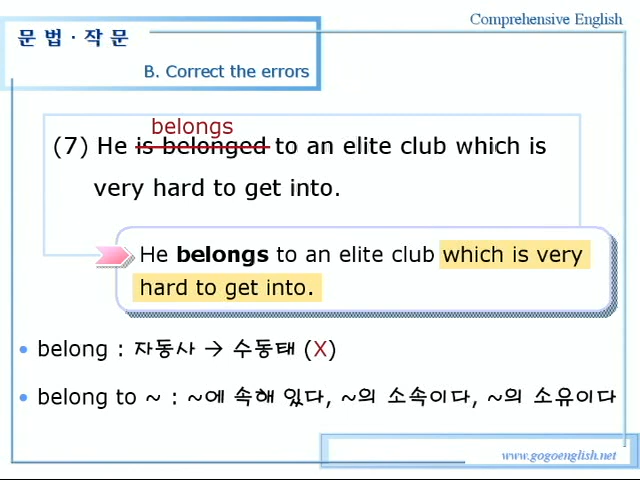 Comprehensive English
문 법 · 작 문
B. Correct the errors
belongs
(7) He is belonged to an elite club which is
very hard to get into.
He belongs to an elite club which is very
hard to get into.
• belong : 자동사 → 수동태 (X)
• belong to ~ : ~에 속해 있다, ~의 소속이다, ~의 소유이다
www.gogoenglish.net